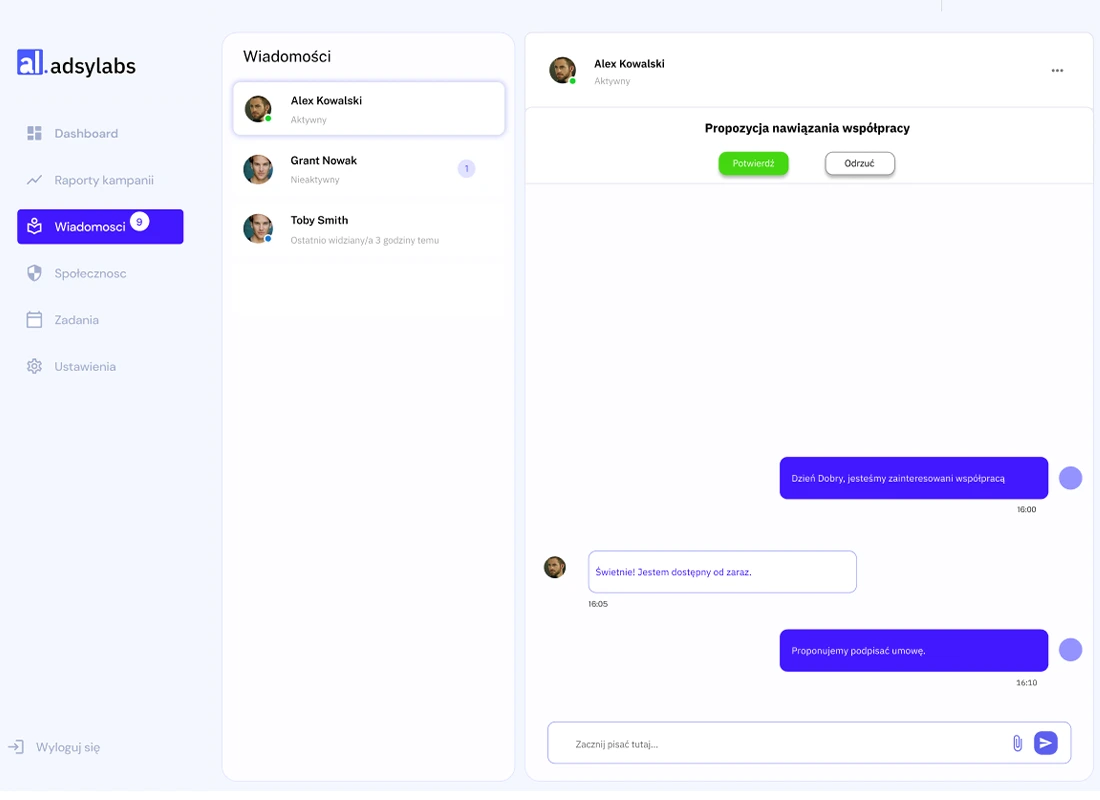 al.adsylabs
Dashboard
Raporty kampanii
Wiadomosci 9
Społecznosc
Zadania
Ustawienia
Wyloguj się
Wiadomości
Alex Kowalski
Aktywny
Grant Nowak
Nieaktywny
1
Toby Smith
Ostatnio widziany/a 3 godziny temu
Alex Kowalski
Aktywny
Propozycja nawiązania współpracy
Potwierdź
Odrzuć
Dzień Dobry, jesteśmy zainteresowani współpracą
16:00
Świetnie! Jestem dostępny od zaraz.
16:05
Proponujemy podpisać umowę.
16:10
Zacznij pisać tutaj...